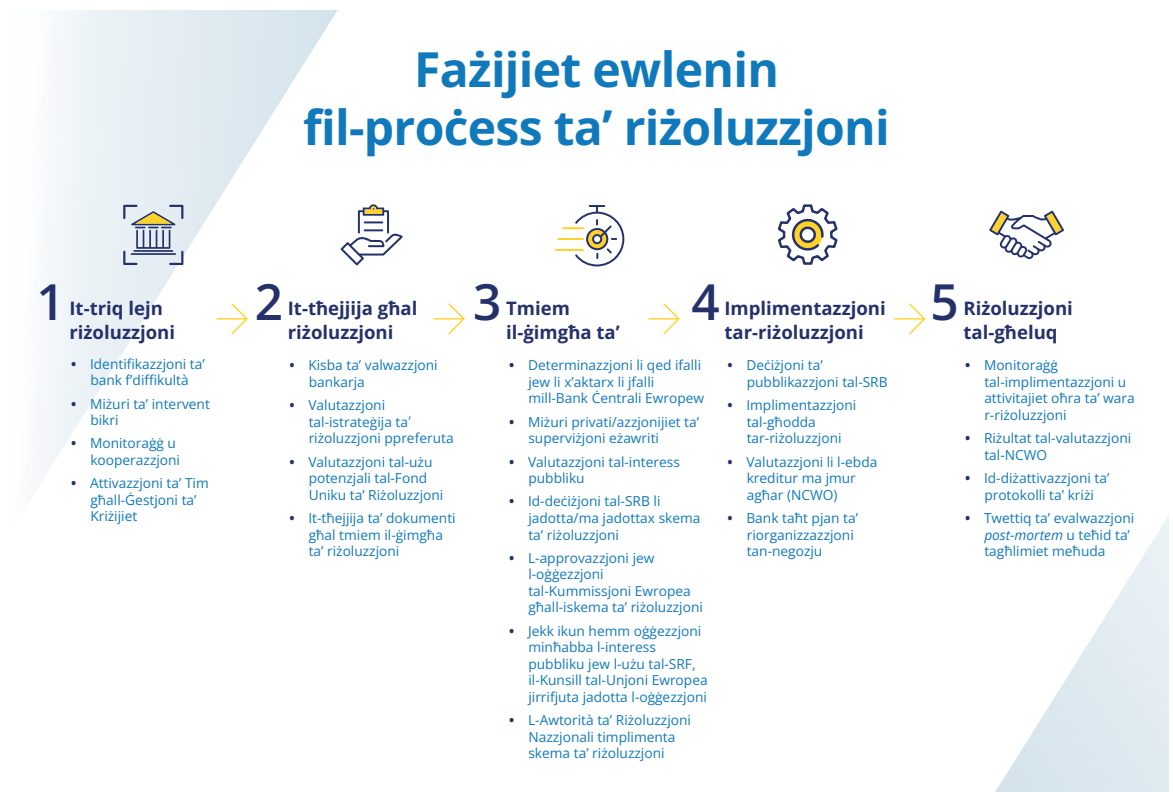 Fażijiet ewlenin
fil-proċess ta’ riżoluzzjoni
1 It-triq lejn
riżoluzzjoni
• Identifikazzjoni ta’
bank f’diffikultà
• Miżuri ta’ intervent
bikri
• Monitoraġġ u
kooperazzjoni
• Attivazzjoni ta’ Tim
għall-Ġestjoni ta’
Kriżijiet
2 It-tħejjija għal
riżoluzzjoni
• Kisba ta’ valwazzjoni
bankarja
• Valutazzjoni
tal-istrateġija ta’
riżoluzzjoni ppreferuta
• Valutazzjoni tal-użu
potenzjali tal-Fond
Uniku ta’ Riżoluzzjoni
• It-tħejjija ta’ dokumenti
għal tmiem il-ġimgħa
ta’ riżoluzzjoni
3 Tmiem
il-ġimgħa ta’
• Determinazzjoni li qed ifalli
jew li x’aktarx li jfalli
mill-Bank Ċentrali Ewropew
• Miżuri privati/azzjonijiet ta’
superviżjoni eżawriti
• Valutazzjoni tal-interess
pubbliku
• Id-deċiżjoni tal-SRB li
jadotta/ma jadottax skema
ta’ riżoluzzjoni
• L-approvazzjoni jew
l-oġġezzjoni
tal-Kummissjoni Ewropea
għall-iskema ta’ riżoluzzjoni
• Jekk ikun hemm oġġezzjoni
minħabba l-interess
pubbliku jew l-użu tal-SRF,
il-Kunsill tal-Unjoni Ewropea
jirrifjuta jadotta l-oġġezzjoni
• L-Awtorità ta’ Riżoluzzjoni
Nazzjonali timplimenta
skema ta’ riżoluzzjoni
4 Implimentazzjoni
tar-riżoluzzjoni
• Deċiżjoni ta’
pubblikazzjoni tal-SRB
• Implimentazzjoni
tal-għodda
tar-riżoluzzjoni
• Valutazzjoni li l-ebda
kreditur ma jmur
agħar (NCWO)
• Bank taħt pjan ta’
riorganizzazzjoni
tan-negozju
5 Riżoluzzjoni
tal-għeluq
• Monitoraġġ
tal-implimentazzjoni u
attivitajiet oħra ta’ wara
r-riżoluzzjoni
• Riżultat tal-valutazzjoni
tal-NCWO
• Id-diżattivazzjoni ta’
protokolli ta’ kriżi
• Twettiq ta’ evalwazzjoni
post-mortem u teħid ta’
tagħlimiet meħuda